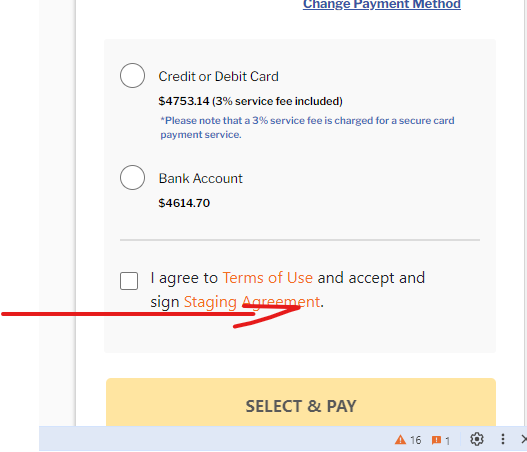 Change Payment Method
Credit or Debit Card
$4753.14 (3% service fee included)
*Please note that a 3% service fee is charged for a secure card
payment service.
Bank Account
$4614.70
I agree to Terms of Use and accept and
sign Staging Agreement.
SELECT & PAY
16 1